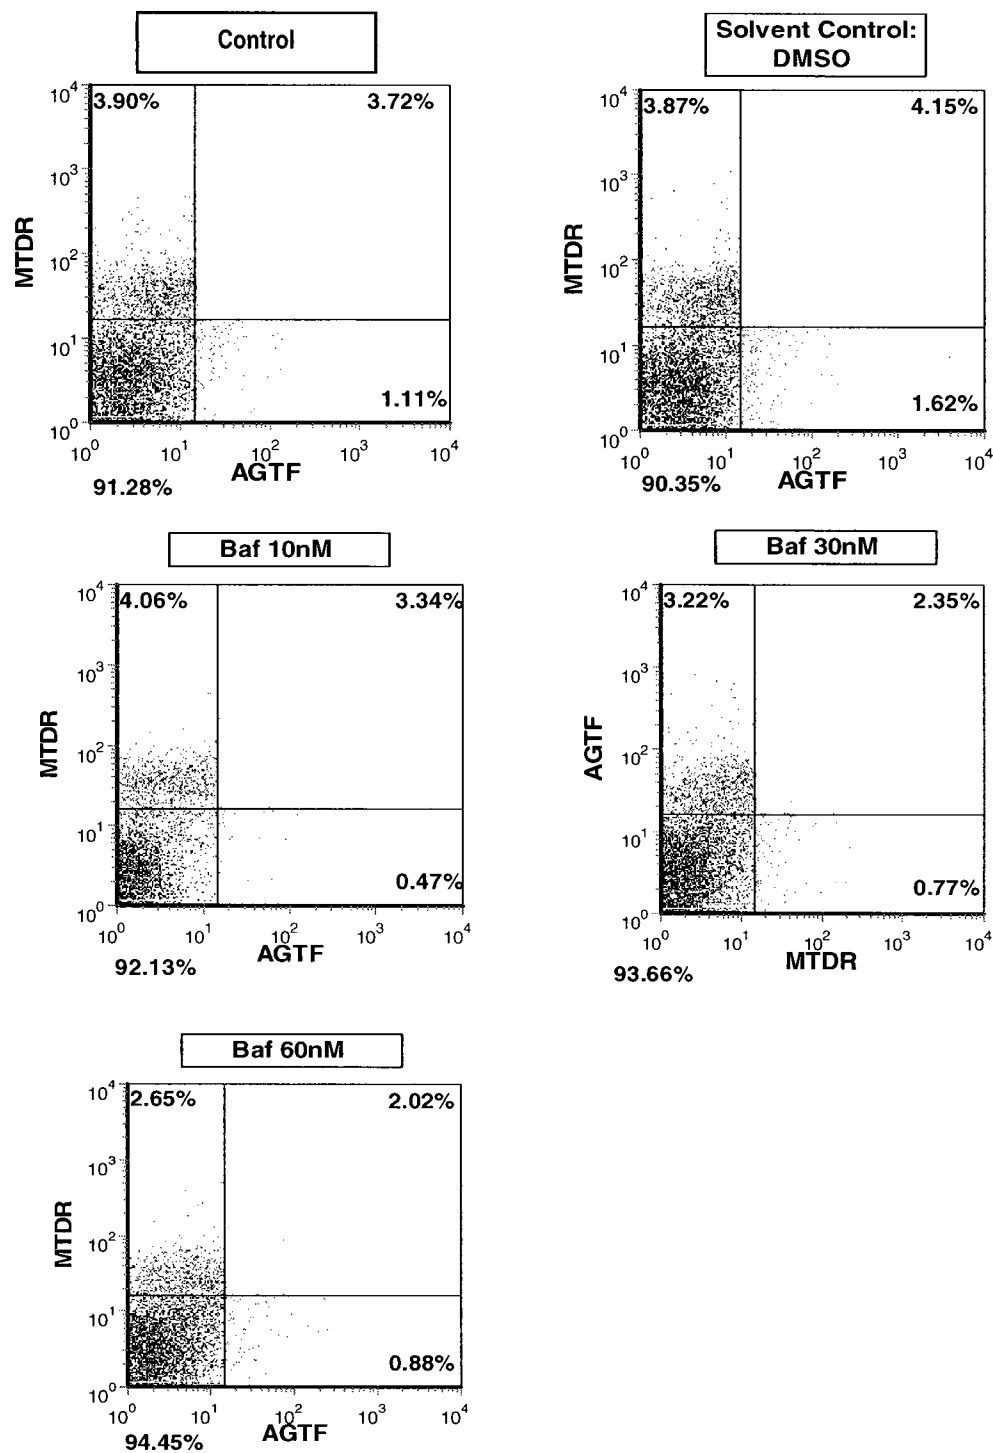 Control
10⁴
3.90%
3.72%
10³
MTDR
10²
10¹
1.11%
10⁰
10⁰ 10¹ 10² 10³ 10⁴
AGTF
91.28%
Solvent Control:
DMSO
10⁴
3.87%
4.15%
10³
MTDR
10²
10¹
1.62%
10⁰
10⁰ 10¹ 10² 10³ 10⁴
AGTF
90.35%
Baf 10nM
10⁴
4.06%
3.34%
10³
MTDR
10²
10¹
0.47%
10⁰
10⁰ 10¹ 10² 10³ 10⁴
AGTF
92.13%
Baf 30nM
10⁴
3.22%
2.35%
10³
AGTF
10²
10¹
0.77%
10⁰
10⁰ 10¹ 10² 10³ 10⁴
MTDR
93.66%
Baf 60nM
10⁴
2.65%
2.02%
10³
MTDR
10²
10¹
0.88%
10⁰
10⁰ 10¹ 10² 10³ 10⁴
AGTF
94.45%